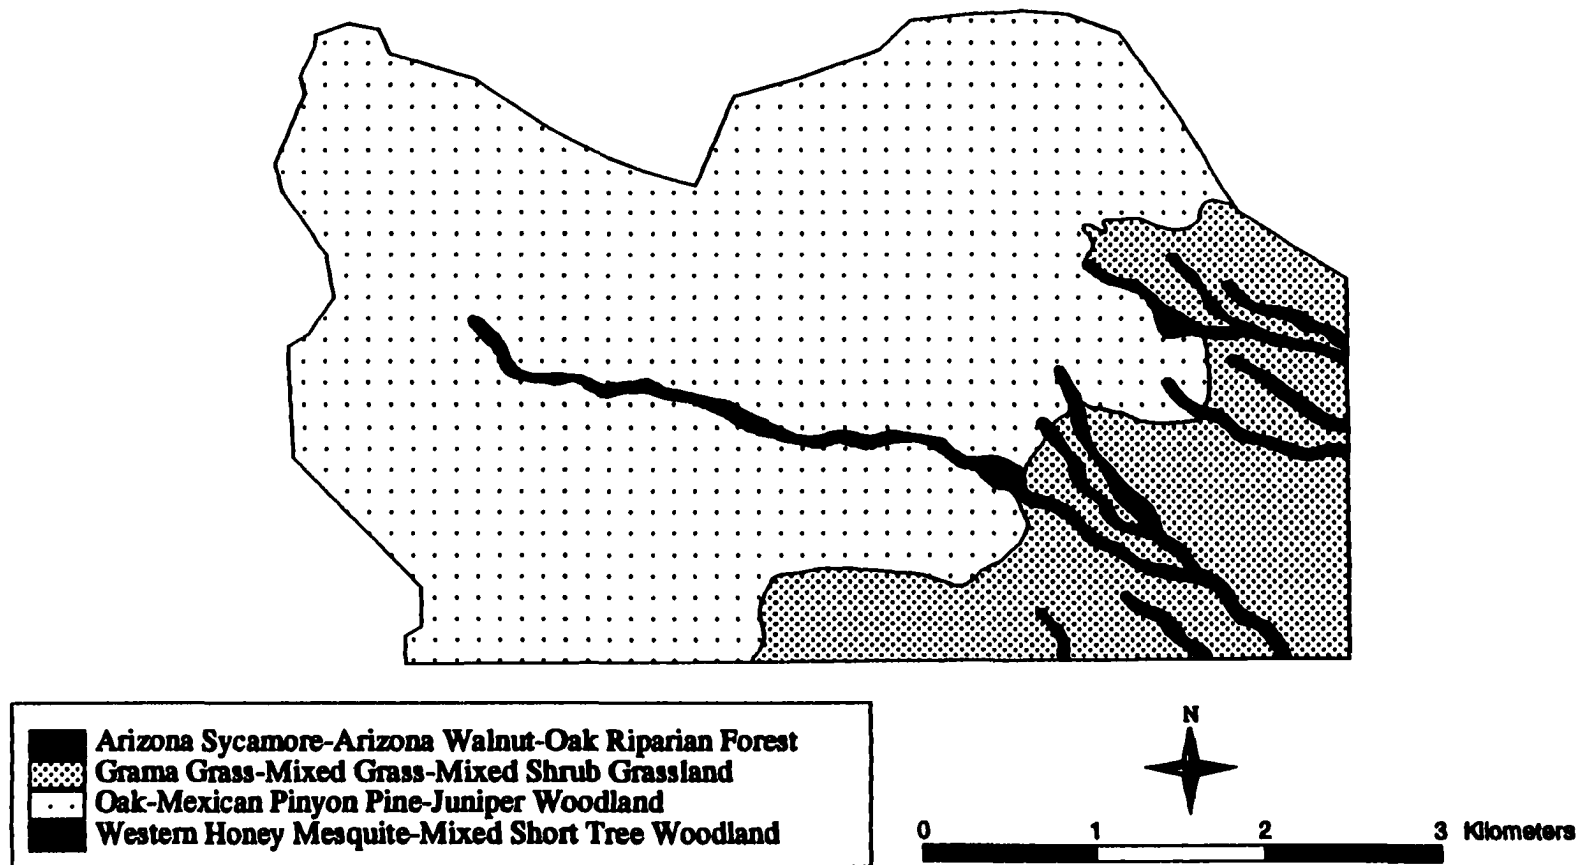 Arizona Sycamore-Arizona Walnut-Oak Riparian Forest
Grama Grass-Mixed Grass-Mixed Shrub Grassland
Oak-Mexican Pinyon Pine-Juniper Woodland
Western Honey Mesquite-Mixed Short Tree Woodland
N
0 1 2 3 Kilometers